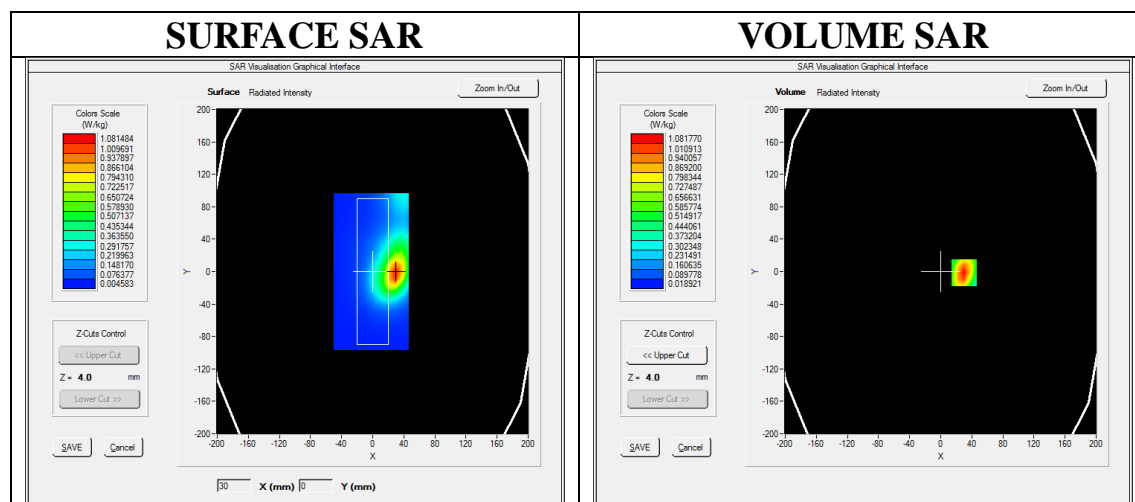 SURFACE SAR
VOLUME SAR
SAR Visualisation Graphical Interface
Surface Radiated Intensity
Zoom In/Out
Colors Scale
(W/kg)
1.081484
1.009691
0.937897
0.866104
0.794310
0.722517
0.650724
0.578930
0.507137
0.435344
0.363550
0.291757
0.219963
0.148170
0.076377
0.004583
Z-Cuts Control
<< Upper Cut
Z = 4.0 mm
Lower Cut >>
SAVE Cancel
Y
200
160
120
80
40
0
-40
-80
-120
-160
-200
-200 -160 -120 -80 -40 0 40 80 120 160 200
X
30 X (mm) 0 Y (mm)
SAR Visualisation Graphical Interface
Volume Radiated Intensity
Zoom In/Out
Colors Scale
(W/kg)
1.081770
1.010913
0.940057
0.869200
0.798344
0.727487
0.656631
0.585774
0.514917
0.444061
0.373204
0.302348
0.231491
0.160635
0.089778
0.018921
Z-Cuts Control
<< Upper Cut
Z = 4.0 mm
Lower Cut >>
SAVE Cancel
Y
200
160
120
80
40
0
-40
-80
-120
-160
-200
-200 -160 -120 -80 -40 0 40 80 120 160 200
X